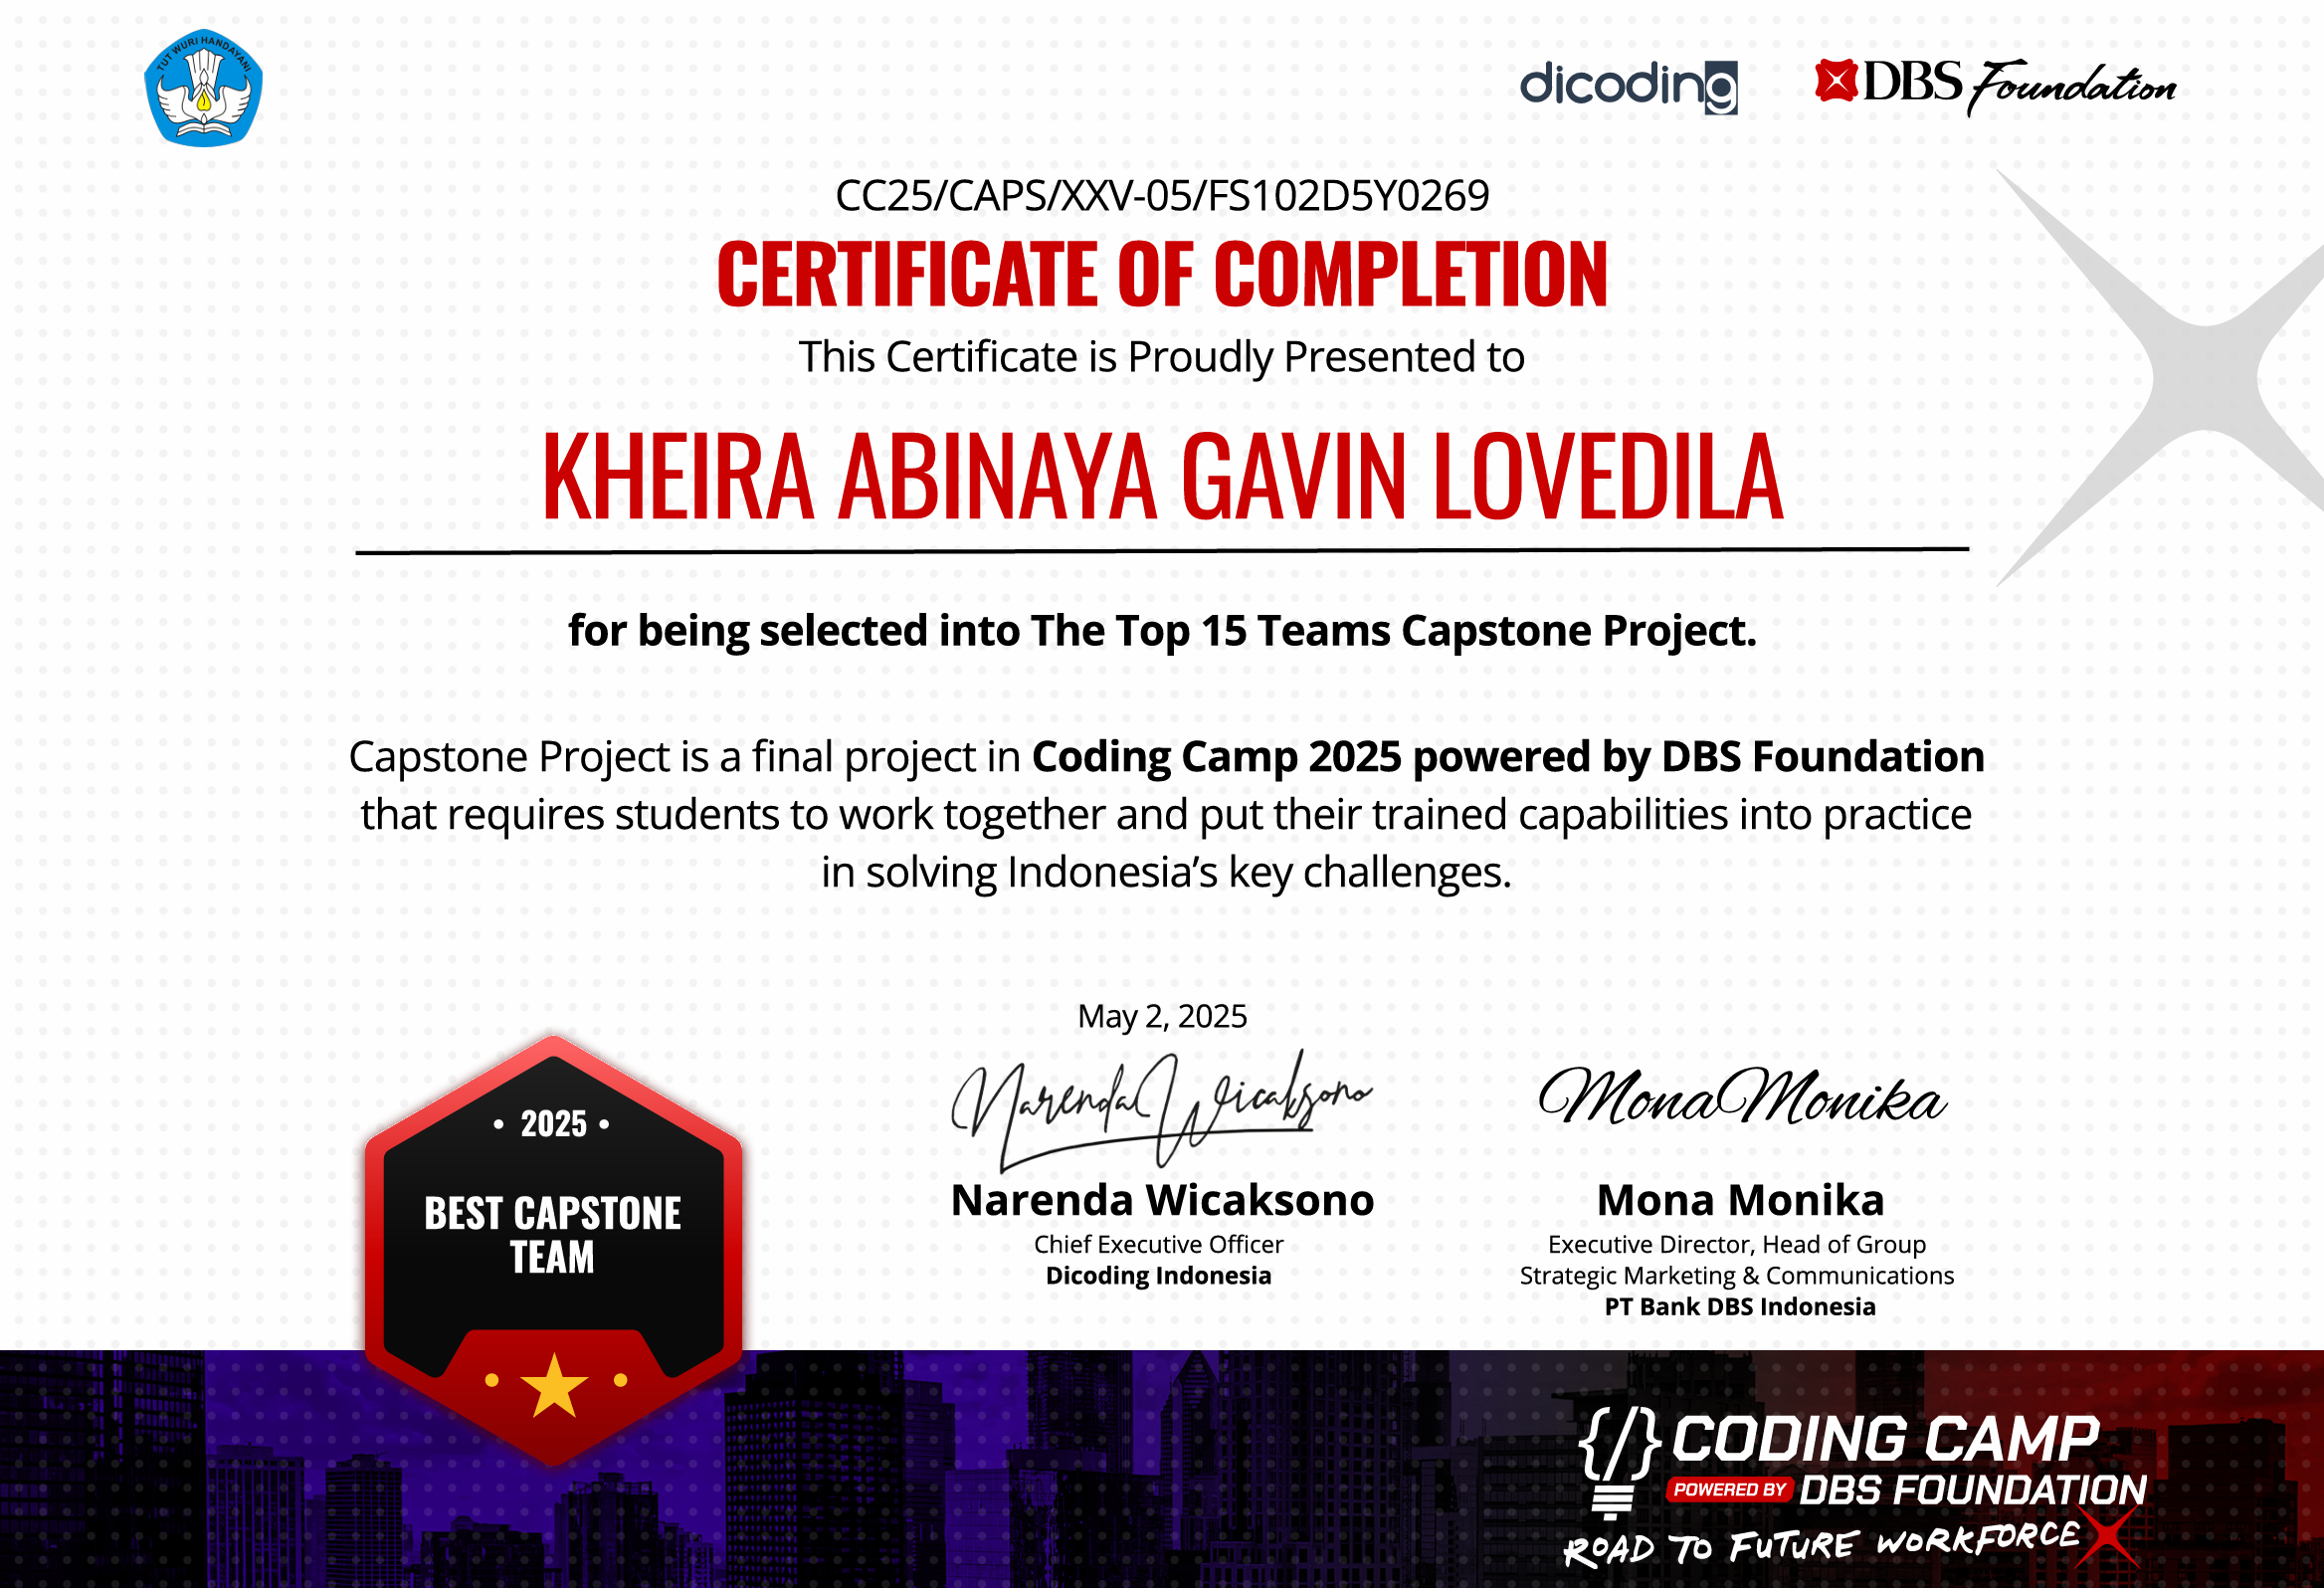 TUT WURI HANDAYANI
dicoding
DBS Foundation
CC25/CAPS/XXV-05/FS102D5Y0269
CERTIFICATE OF COMPLETION
This Certificate is Proudly Presented to
KHEIRA ABINAYA GAVIN LOVEDILA
for being selected into The Top 15 Teams Capstone Project.
Capstone Project is a final project in Coding Camp 2025 powered by DBS Foundation
that requires students to work together and put their trained capabilities into practice
in solving Indonesia’s key challenges.
May 2, 2025
• 2025 •
BEST CAPSTONE
TEAM
Narenda Wicaksono
Narenda Wicaksono
Chief Executive Officer
Dicoding Indonesia
Mona Monika
Mona Monika
Executive Director, Head of Group
Strategic Marketing & Communications
PT Bank DBS Indonesia
{/} CODING CAMP
POWERED BY DBS FOUNDATION
ROAD TO FUTURE WORKFORCE